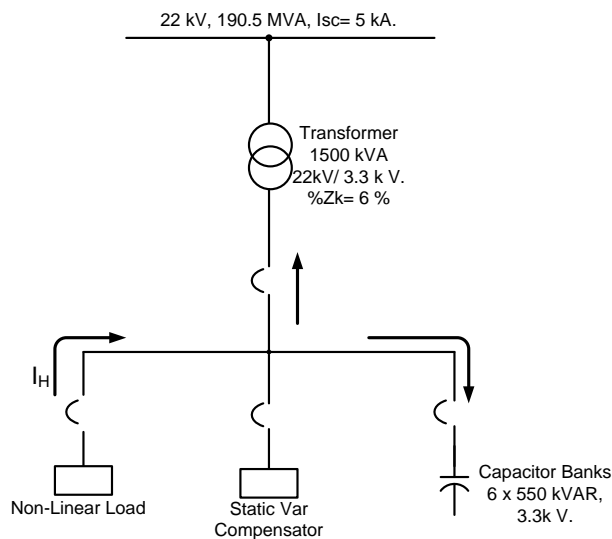 22 kV, 190.5 MVA, Isc= 5 kA.
Transformer
1500 kVA
22kV/ 3.3 k V.
%Zk= 6 %
IH
Non-Linear Load
Static Var
Compensator
Capacitor Banks
6 x 550 kVAR,
3.3k V.